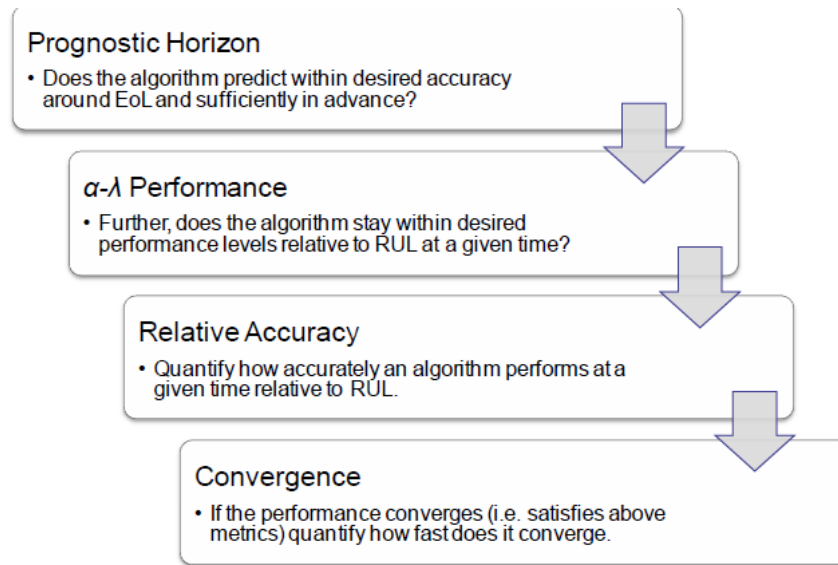 Prognostic Horizon
• Does the algorithm predict within desired accuracy
around EoL and sufficiently in advance?
α-λ Performance
• Further, does the algorithm stay within desired
performance levels relative to RUL at a given time?
Relative Accuracy
• Quantify how accurately an algorithm performs at a
given time relative to RUL.
Convergence
• If the performance converges (i.e. satisfies above
metrics) quantify how fast does it converge.